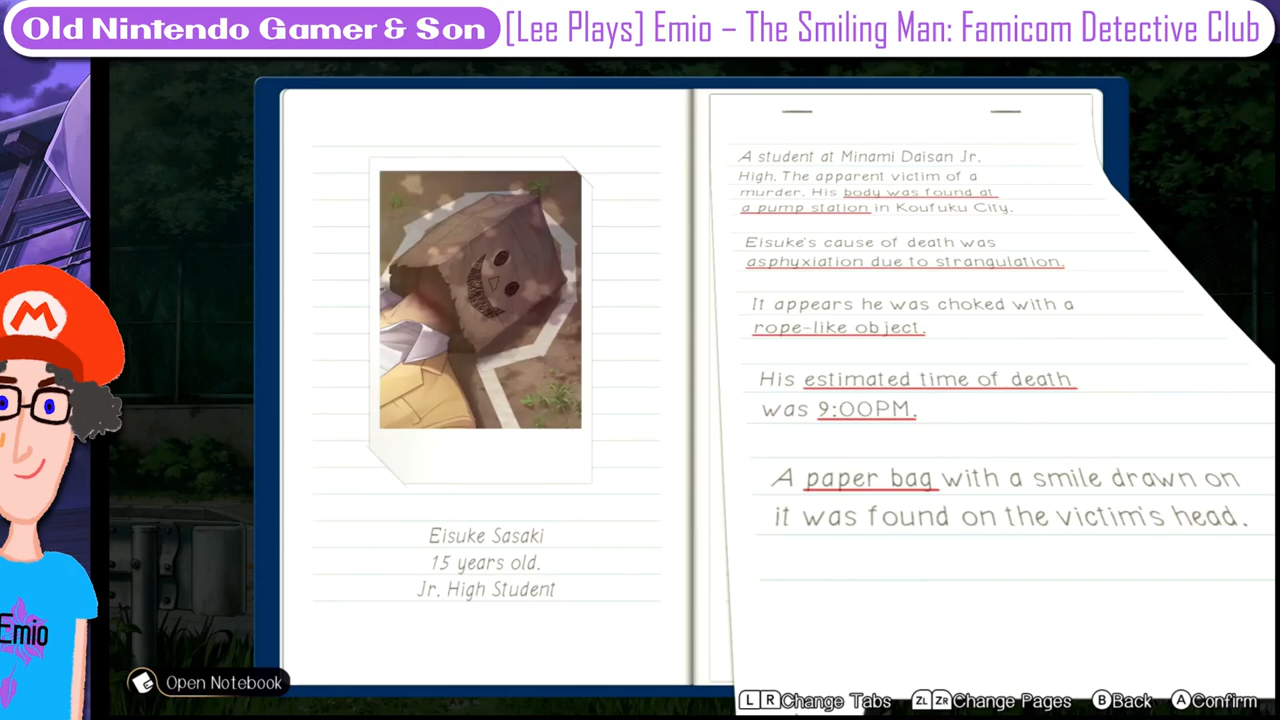 Old Nintendo Gamer & Son [Lee Plays] Emio – The Smiling Man: Famicom Detective Club
A student at Minami Daisan Jr.
High. The apparent victim of a
murder. His body was found at
a pump station in Koufuku City.
Eisuke's cause of death was
asphyxiation due to strangulation.
It appears he was choked with a
rope-like object.
His estimated time of death
was 9:00PM.
A paper bag with a smile drawn on
it was found on the victim's head.
Eisuke Sasaki
15 years old.
Jr. High Student
M
Emio
Open Notebook
L R Change Tabs ZL ZR Change Pages B Back A Confirm